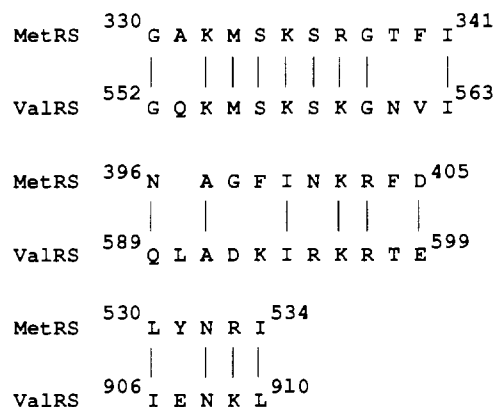 MetRS 330 G A K M S K S R G T F I 341
| | | | | | | |
ValRS 552 G Q K M S K S K G N V I 563
MetRS 396 N A G F I N K R F D 405
| | | | | |
ValRS 589 Q L A D K I R K R T E 599
MetRS 530 L Y N R I 534
| | | |
ValRS 906 I E N K L 910